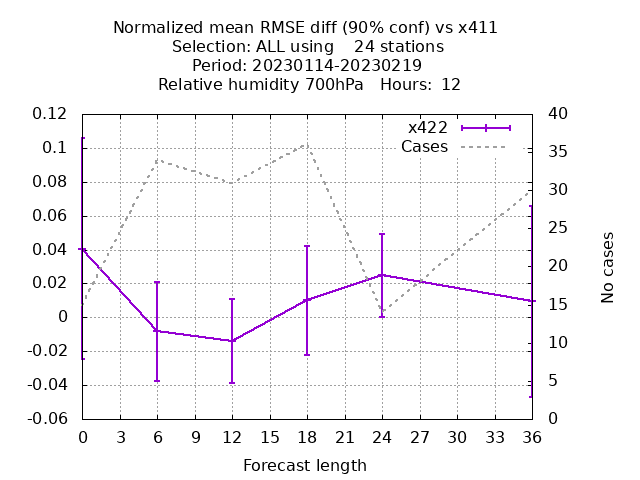 Normalized mean RMSE diff (90% conf) vs x411
Selection: ALL using    24 stations
Period: 20230114-20230219
Relative humidity 700hPa   Hours:  12
x422
Cases
0.12
0.1
0.08
0.06
0.04
0.02
0
-0.02
-0.04
-0.06
40
35
30
25
20
15
10
5
0
No cases
0 3 6 9 12 15 18 21 24 27 30 33 36
Forecast length